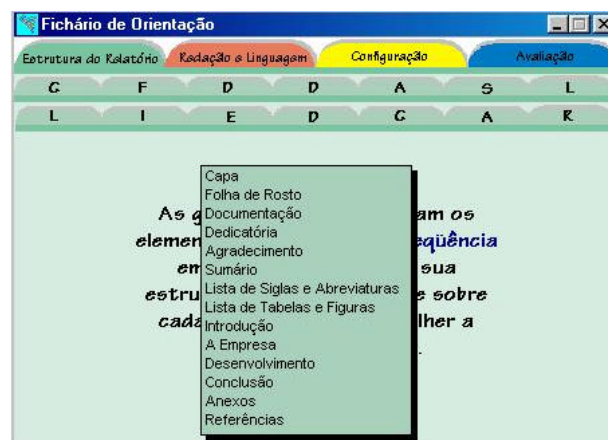 Fichário de Orientação
Estrutura do Relatório Redação e Linguagem Configuração Avaliação
C F D D A S L
L I E D C A R
Capa
Folha de Rosto
Documentação
Dedicatória
Agradecimento
Sumário
Lista de Siglas e Abreviaturas
Lista de Tabelas e Figuras
Introdução
A Empresa
Desenvolvimento
Conclusão
Anexos
Referências
As g am os
elemen eqüência
em sua
estru e sobre
cada lher a
.